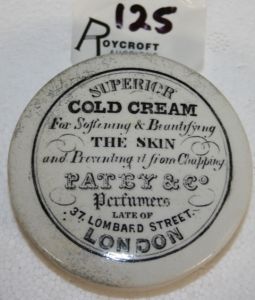 125
ROYCROFT
SUPERIOR
COLD CREAM
For Softening & Beautifying
THE SKIN
and Preventing it from Chapping
PATEY & Co
Perfumers
LATE OF
37, LOMBARD STREET,
LONDON